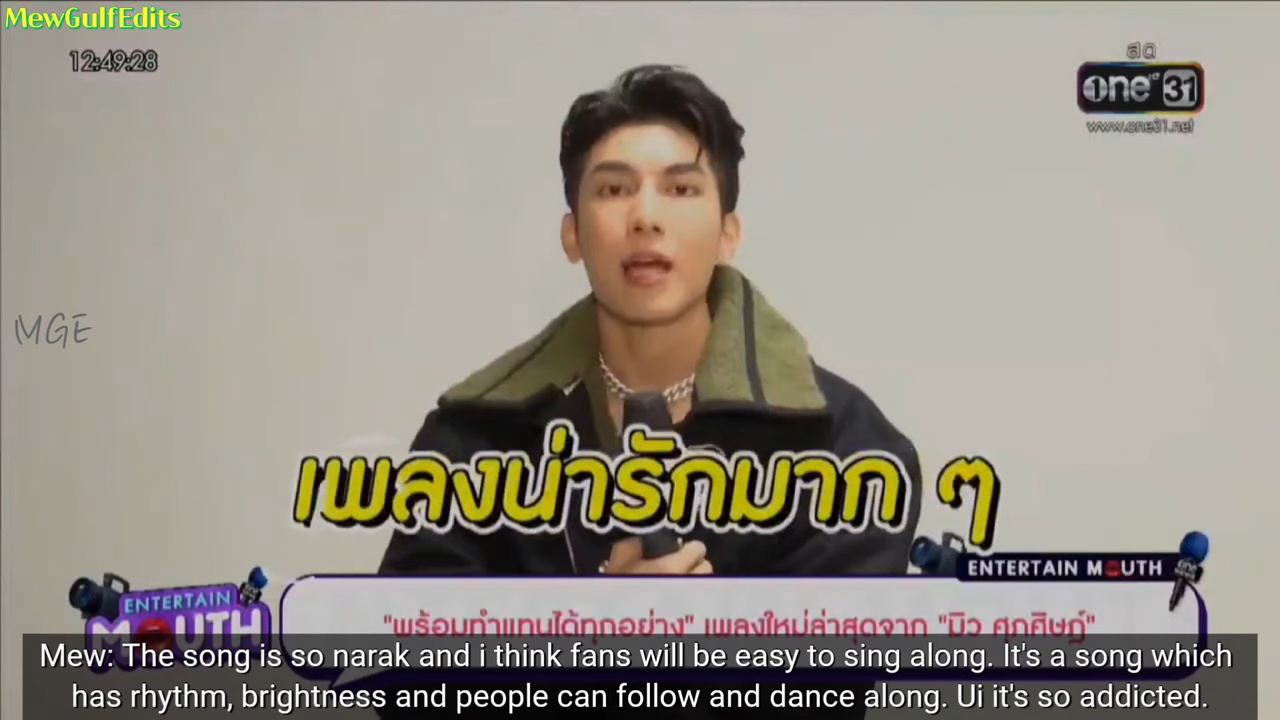 MewGulfEdits
12:49:28
สด
one HD 31
www.one31.net
MGE
เพลงน่ารักมาก ๆ
ENTERTAIN MOUTH
ENTERTAIN
MOUTH
"พร้อมทำแทนได้ทุกอย่าง" เพลงใหม่ล่าสุดจาก "มิว ศุภศิษฏ์"
Mew: The song is so narak and i think fans will be easy to sing along. It's a song which
has rhythm, brightness and people can follow and dance along. Ui it's so addicted.